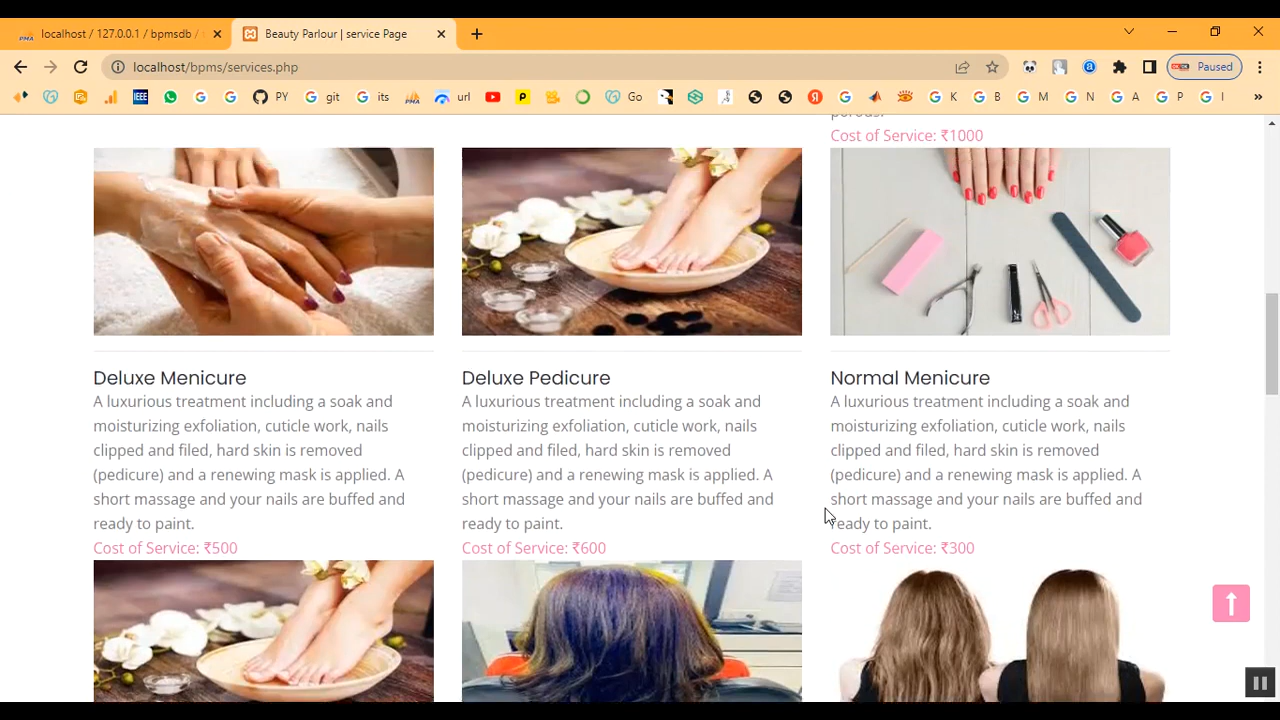 localhost / 127.0.0.1 / bpmsdb /
Beauty Parlour | service Page
localhost/bpms/services.php
Paused
IEEE
PY
git
its
url
Go
K
B
M
N
A
P
I
Cost of Service: ₹1000
Deluxe Menicure
A luxurious treatment including a soak and
moisturizing exfoliation, cuticle work, nails
clipped and filed, hard skin is removed
(pedicure) and a renewing mask is applied. A
short massage and your nails are buffed and
ready to paint.
Cost of Service: ₹500
Deluxe Pedicure
A luxurious treatment including a soak and
moisturizing exfoliation, cuticle work, nails
clipped and filed, hard skin is removed
(pedicure) and a renewing mask is applied. A
short massage and your nails are buffed and
ready to paint.
Cost of Service: ₹600
Normal Menicure
A luxurious treatment including a soak and
moisturizing exfoliation, cuticle work, nails
clipped and filed, hard skin is removed
(pedicure) and a renewing mask is applied. A
short massage and your nails are buffed and
ready to paint.
Cost of Service: ₹300